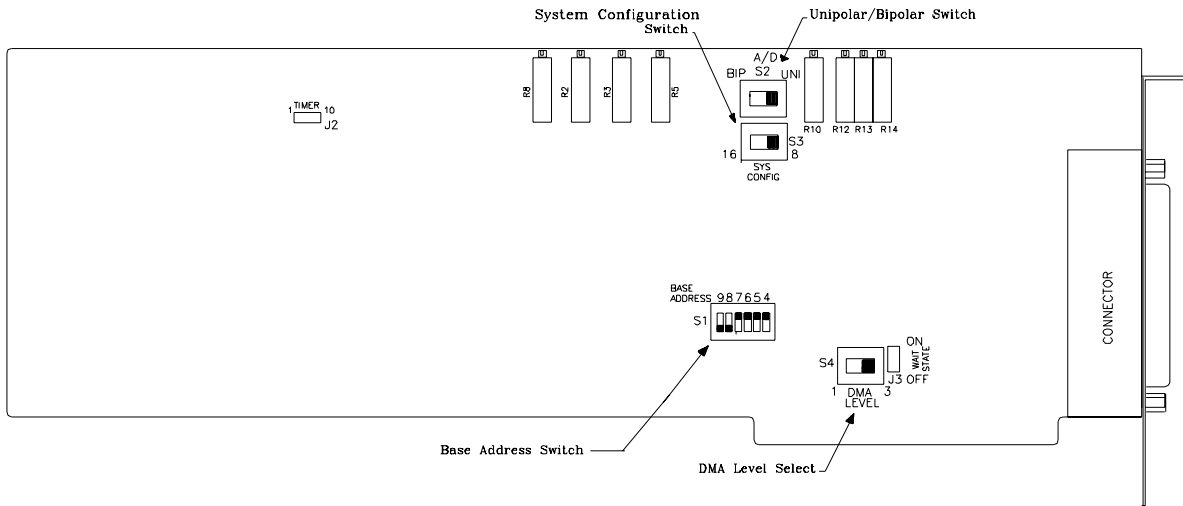 System Configuration
Switch
Unipolar/Bipolar Switch
A/D
BIP S2 UNI
R8
R2
R3
R5
R10
R12
R13
R14
1 TIMER 10
J2
S3
16 8
SYS
CONFIG
BASE
ADDRESS 987654
S1
CONNECTOR
S4
ON
WAIT
STATE
J3 OFF
1 DMA 3
LEVEL
Base Address Switch
DMA Level Select